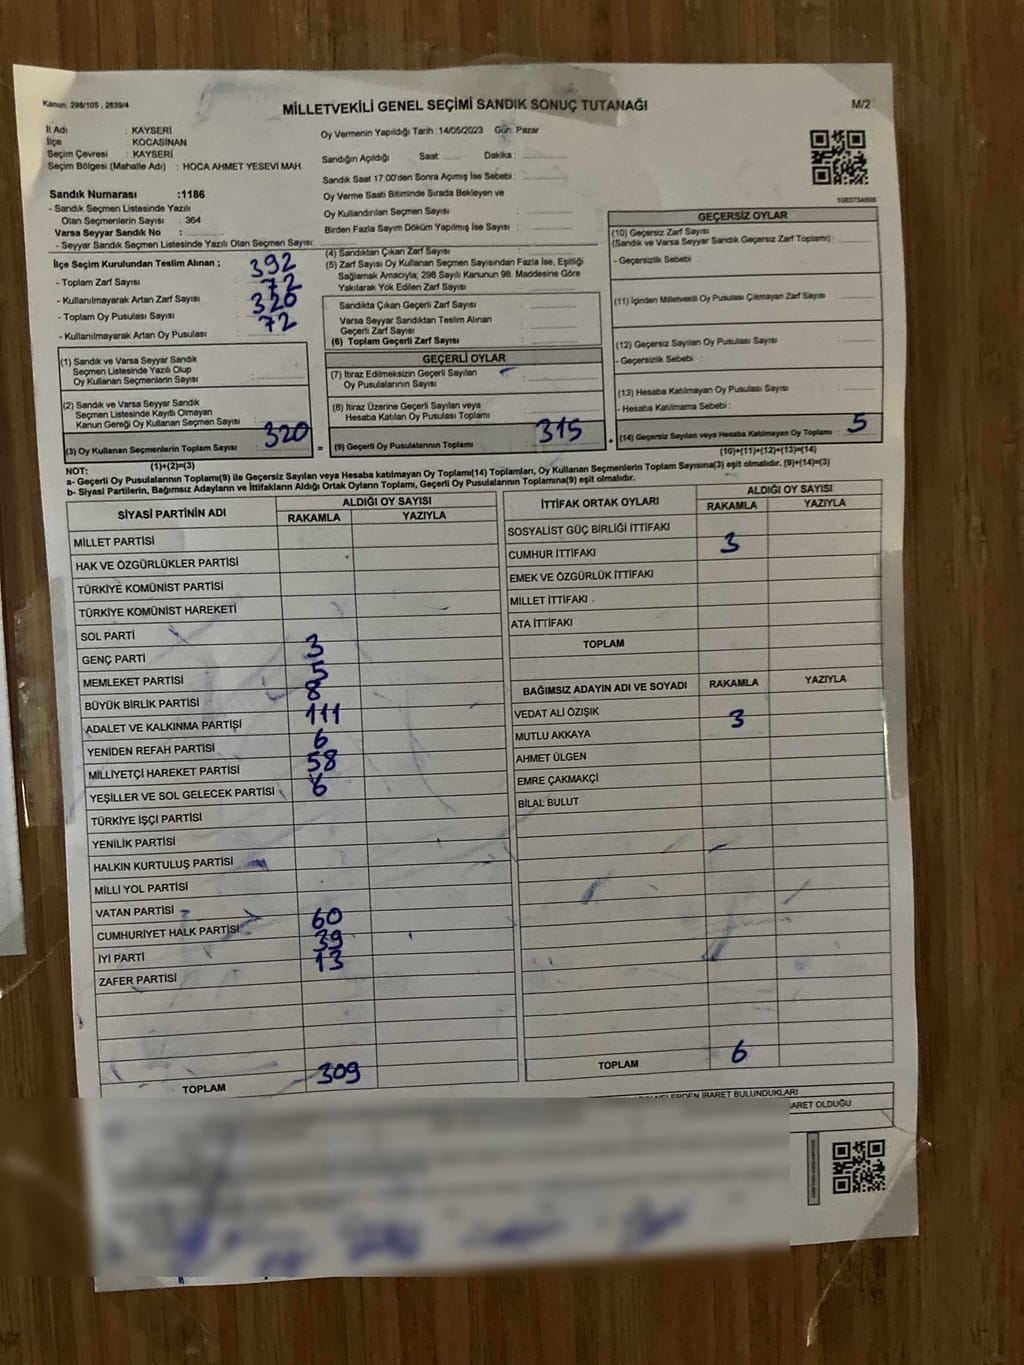 Kanun: 298/105 , 2839/4
MİLLETVEKİLİ GENEL SEÇİMİ SANDIK SONUÇ TUTANAĞI
M/2
İl Adı : KAYSERİ
İlçe : KOCASİNAN
Seçim Çevresi : KAYSERİ
Seçim Bölgesi (Mahalle Adı) : HOCA AHMET YESEVİ MAH.
Sandık Numarası :1186
- Sandık Seçmen Listesinde Yazılı
Olan Seçmenlerin Sayısı : 364
Varsa Seyyar Sandık No :
- Seyyar Sandık Seçmen Listesinde Yazılı Olan Seçmen Sayısı:
İlçe Seçim Kurulundan Teslim Alınan ;
- Toplam Zarf Sayısı : 392
- Kullanılmayarak Artan Zarf Sayısı : 72
- Toplam Oy Pusulası Sayısı : 320
- Kullanılmayarak Artan Oy Pusulası : 72
Oy Vermenin Yapıldığı Tarih :14/05/2023 Gün: Pazar
Sandığın Açıldığı Saat: Dakika :
Sandık Saat 17:00'den Sonra Açımış İse Sebebi :
Oy Verme Saati Bitiminde Sırada Bekleyen ve
Oy Kullandırılan Seçmen Sayısı :
Birden Fazla Sayım Döküm Yapılmış İse Sayısı :
(4) Sandıktan Çıkan Zarf Sayısı :
(5) Zarf Sayısı Oy Kullanan Seçmen Sayısından Fazla İse, Eşitliği
Sağlamak Amacıyla; 298 Sayılı Kanunun 98. Maddesine Göre
Yakılarak Yok Edilen Zarf Sayısı :
Sandıkta Çıkan Geçerli Zarf Sayısı :
Varsa Seyyar Sandıktan Teslim Alınan
Geçerli Zarf Sayısı :
(6) Toplam Geçerli Zarf Sayısı :
1063734808
GEÇERSİZ OYLAR
(10) Geçersiz Zarf Sayısı
(Sandık ve Varsa Seyyar Sandık Geçersiz Zarf Toplamı) :
- Geçersizlik Sebebi :
(11) İçinden Milletvekili Oy Pusulası Çıkmayan Zarf Sayısı :
(12) Geçersiz Sayılan Oy Pusulası Sayısı :
- Geçersizlik Sebebi :
(13) Hesaba Katılmayan Oy Pusulası Sayısı :
- Hesaba Katılmama Sebebi :
(14) Geçersiz Sayılan veya Hesaba Katılmayan Oy Toplamı : 5
(10)+(11)+(12)+(13)=(14)
(1) Sandık ve Varsa Seyyar Sandık
Seçmen Listesinde Yazılı Olup
Oy Kullanan Seçmenlerin Sayısı :
(2) Sandık ve Varsa Seyyar Sandık
Seçmen Listesinde Kayıtlı Olmayan
Kanun Gereği Oy Kullanan Seçmen Sayısı :
(3) Oy Kullanan Seçmenlerin Toplam Sayısı : 320 =
(1)+(2)=(3)
GEÇERLİ OYLAR
(7) İtiraz Edilmeksizin Geçerli Sayılan
Oy Pusulalarının Sayısı :
(8) İtiraz Üzerine Geçerli Sayılan veya
Hesaba Katılan Oy Pusulası Toplamı :
(9) Geçerli Oy Pusulalarının Toplamı : 315 +
NOT:
a- Geçerli Oy Pusulalarının Toplamı(9) ile Geçersiz Sayılan veya Hesaba katılmayan Oy Toplamı(14) Toplamları, Oy Kullanan Seçmenlerin Toplam Sayısına(3) eşit olmalıdır. (9)+(14)=(3)
b- Siyasi Partilerin, Bağımsız Adayların ve İttifakların Aldığı Ortak Oyların Toplamı, Geçerli Oy Pusulalarının Toplamına(9) eşit olmalıdır.
SİYASİ PARTİNİN ADI ALDIĞI OY SAYISI
RAKAMLA YAZIYLA
MİLLET PARTİSİ
HAK VE ÖZGÜRLÜKLER PARTİSİ
TÜRKİYE KOMÜNİST PARTİSİ
TÜRKİYE KOMÜNİST HAREKETİ
SOL PARTİ
GENÇ PARTİ 3
MEMLEKET PARTİSİ 5
BÜYÜK BİRLİK PARTİSİ 8
ADALET VE KALKINMA PARTİSİ 111
YENİDEN REFAH PARTİSİ 6
MİLLİYETÇİ HAREKET PARTİSİ 58
YEŞİLLER VE SOL GELECEK PARTİSİ 6
TÜRKİYE İŞÇİ PARTİSİ
YENİLİK PARTİSİ
HALKIN KURTULUŞ PARTİSİ
MİLLİ YOL PARTİSİ
VATAN PARTİSİ
CUMHURİYET HALK PARTİSİ 60
İYİ PARTİ 39
ZAFER PARTİSİ 13
TOPLAM 309
İTTİFAK ORTAK OYLARI ALDIĞI OY SAYISI
RAKAMLA YAZIYLA
SOSYALİST GÜÇ BİRLİĞİ İTTİFAKI
CUMHUR İTTİFAKI 3
EMEK VE ÖZGÜRLÜK İTTİFAKI
MİLLET İTTİFAKI
ATA İTTİFAKI
TOPLAM
BAĞIMSIZ ADAYIN ADI VE SOYADI RAKAMLA YAZIYLA
VEDAT ALİ ÖZIŞIK 3
MUTLU AKKAYA
AHMET ÜLGEN
EMRE ÇAKMAKÇİ
BİLAL BULUT
TOPLAM 6
İBARET BULUNDUKLARI
OLDUĞU